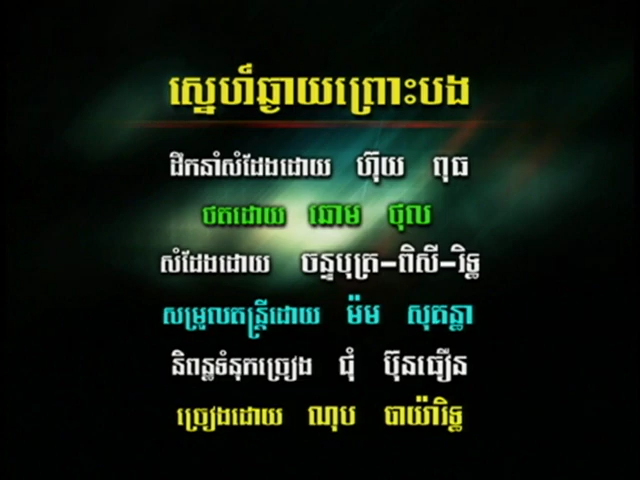 ស្នេហ៍ឆ្ងាយព្រោះបង
ដឹកនាំសំដែងដោយ ហ៊ុយ ពុធ
ថតដោយ ឆោម ថុល
សំដែងដោយ ចន្ទបុត្រ-ពិសី-រិទ្ធ
សម្រួលតន្ត្រីដោយ ម៉ម សុគន្ធា
និពន្ធទំនុកច្រៀង ជុំ ប៊ុនធឿន
ច្រៀងដោយ ណុប បាយ៉ារិទ្ធ